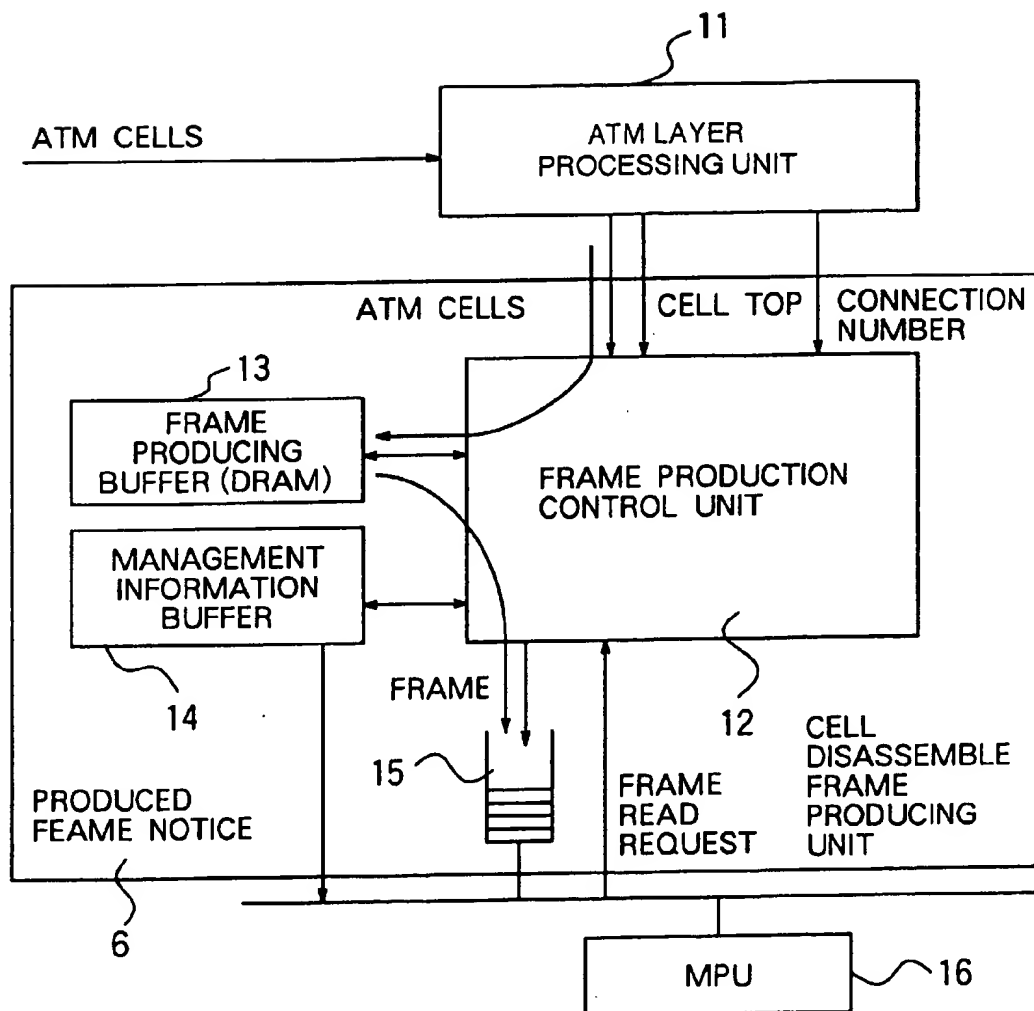 11
ATM CELLS
ATM LAYER
PROCESSING UNIT
ATM CELLS
CELL TOP
CONNECTION
NUMBER
13
FRAME
PRODUCING
BUFFER (DRAM)
FRAME PRODUCTION
CONTROL UNIT
MANAGEMENT
INFORMATION
BUFFER
14
FRAME
12
15
PRODUCED
FEAME NOTICE
FRAME
READ
REQUEST
CELL
DISASSEMBLE
FRAME
PRODUCING
UNIT
6
MPU
16